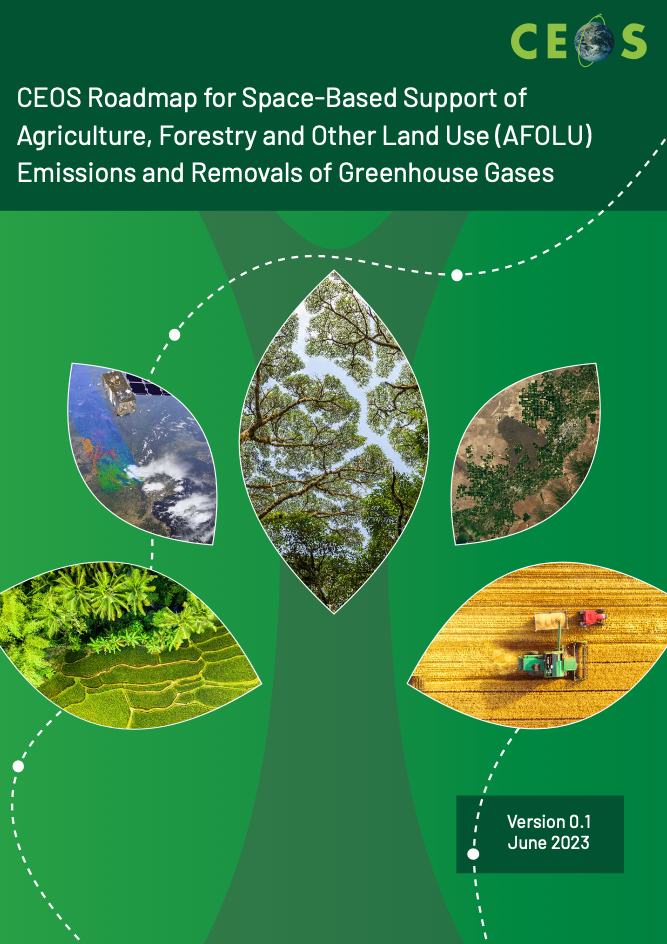 CEOS
CEOS Roadmap for Space-Based Support of
Agriculture, Forestry and Other Land Use (AFOLU)
Emissions and Removals of Greenhouse Gases
Version 0.1
June 2023